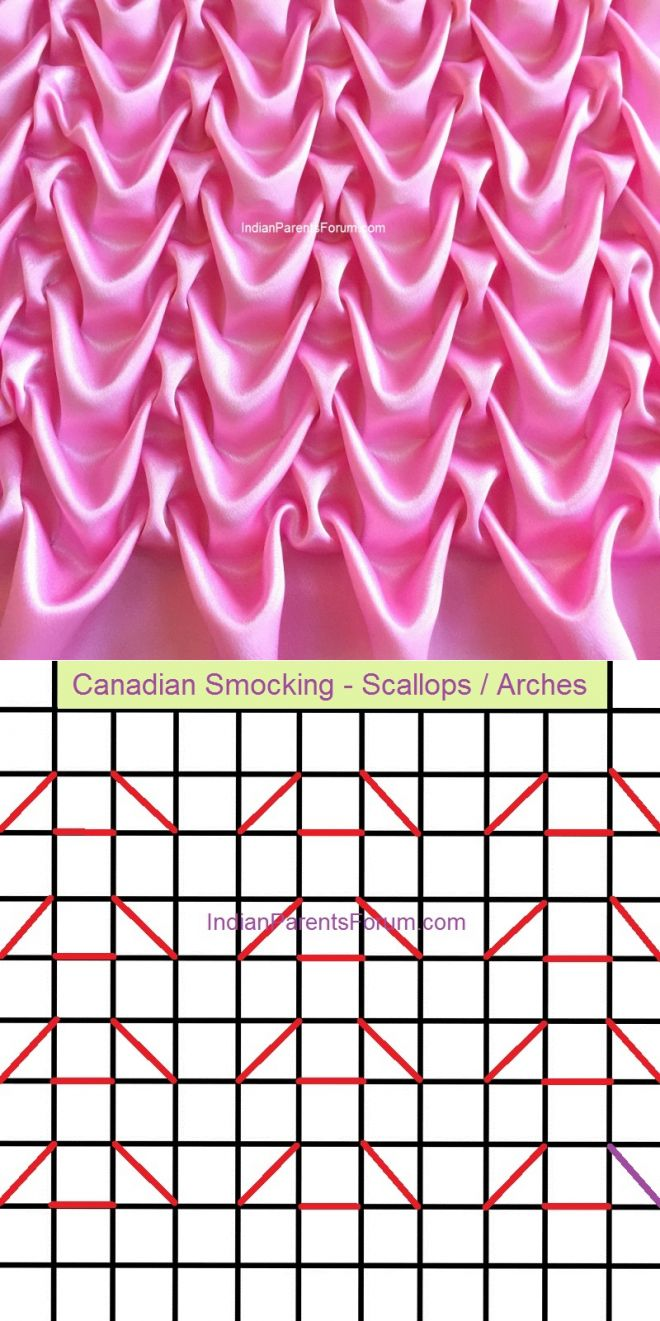 IndianParentsForum.com
Canadian Smocking - Scallops / Arches
IndianParentsForum.com